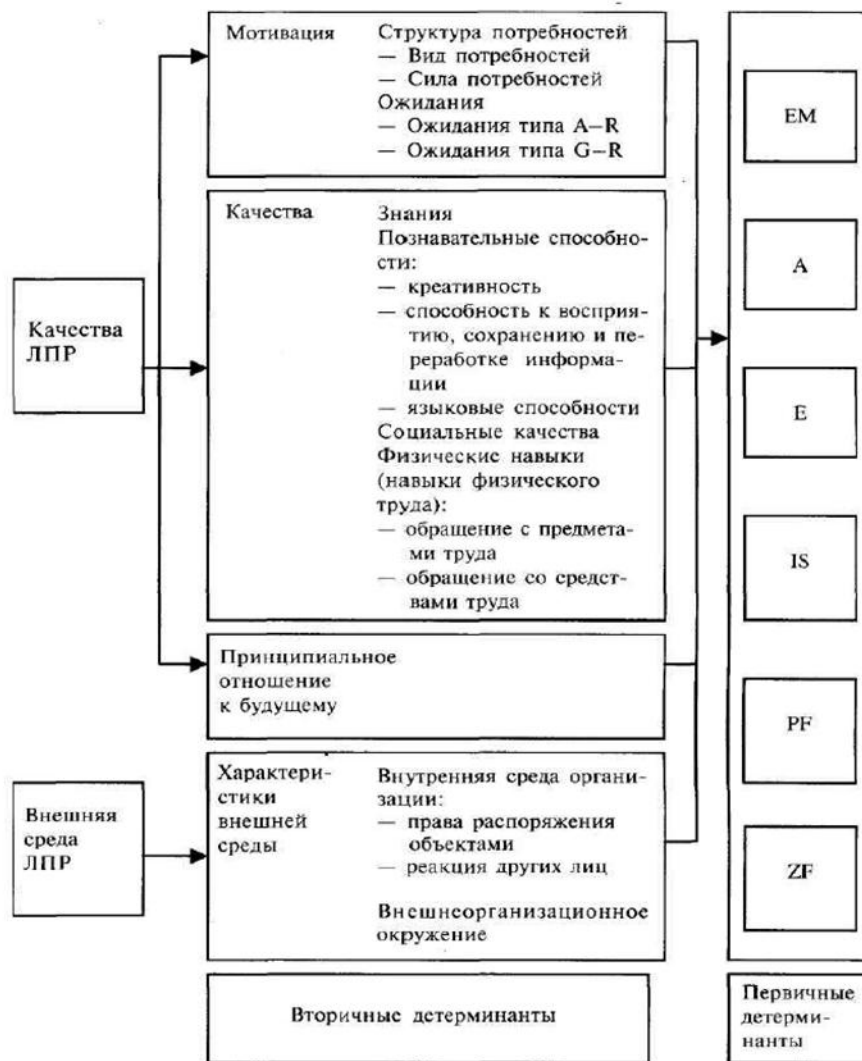 Качества
ЛПР
Внешняя
среда
ЛПР
Мотивация
Структура потребностей
— Вид потребностей
— Сила потребностей
Ожидания
— Ожидания типа A—R
— Ожидания типа G—R
Качества
Знания
Познавательные способно-
сти:
— креативность
— способность к восприя-
тию, сохранению и пе-
реработке информа-
ции
— языковые способности
Социальные качества
Физические навыки
(навыки физического
труда):
— обращение с предмета-
ми труда
— обращение со средст-
вами труда
Принципиальное
отношение
к будущему
Характери-
стики
внешней
среды
Внутренняя среда органи-
зации:
— права распоряжения
объектами
— реакция других лиц
Внешнеорганизационное
окружение
Вторичные детерминанты
EM
A
E
IS
PF
ZF
Первичные
детерми-
нанты